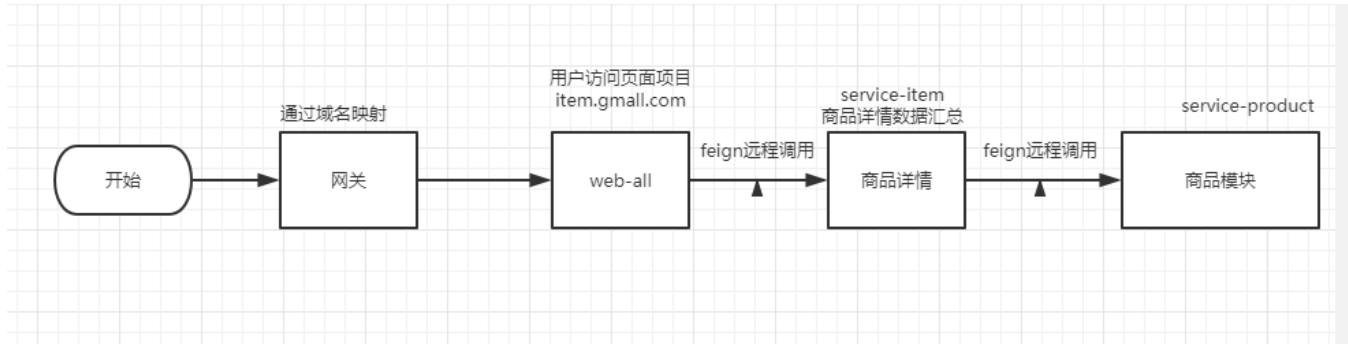 用户访问页面项目
item.gmall.com
service-item
商品详情数据汇总
service-product
通过域名映射
feign远程调用
feign远程调用
开始
网关
web-all
商品详情
商品模块